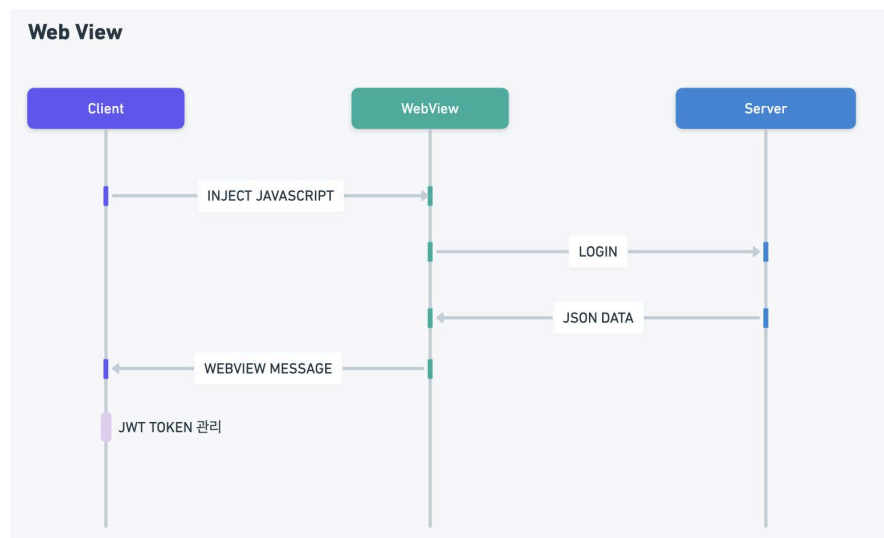 Web View
Client
WebView
Server
INJECT JAVASCRIPT
LOGIN
JSON DATA
WEBVIEW MESSAGE
JWT TOKEN 관리